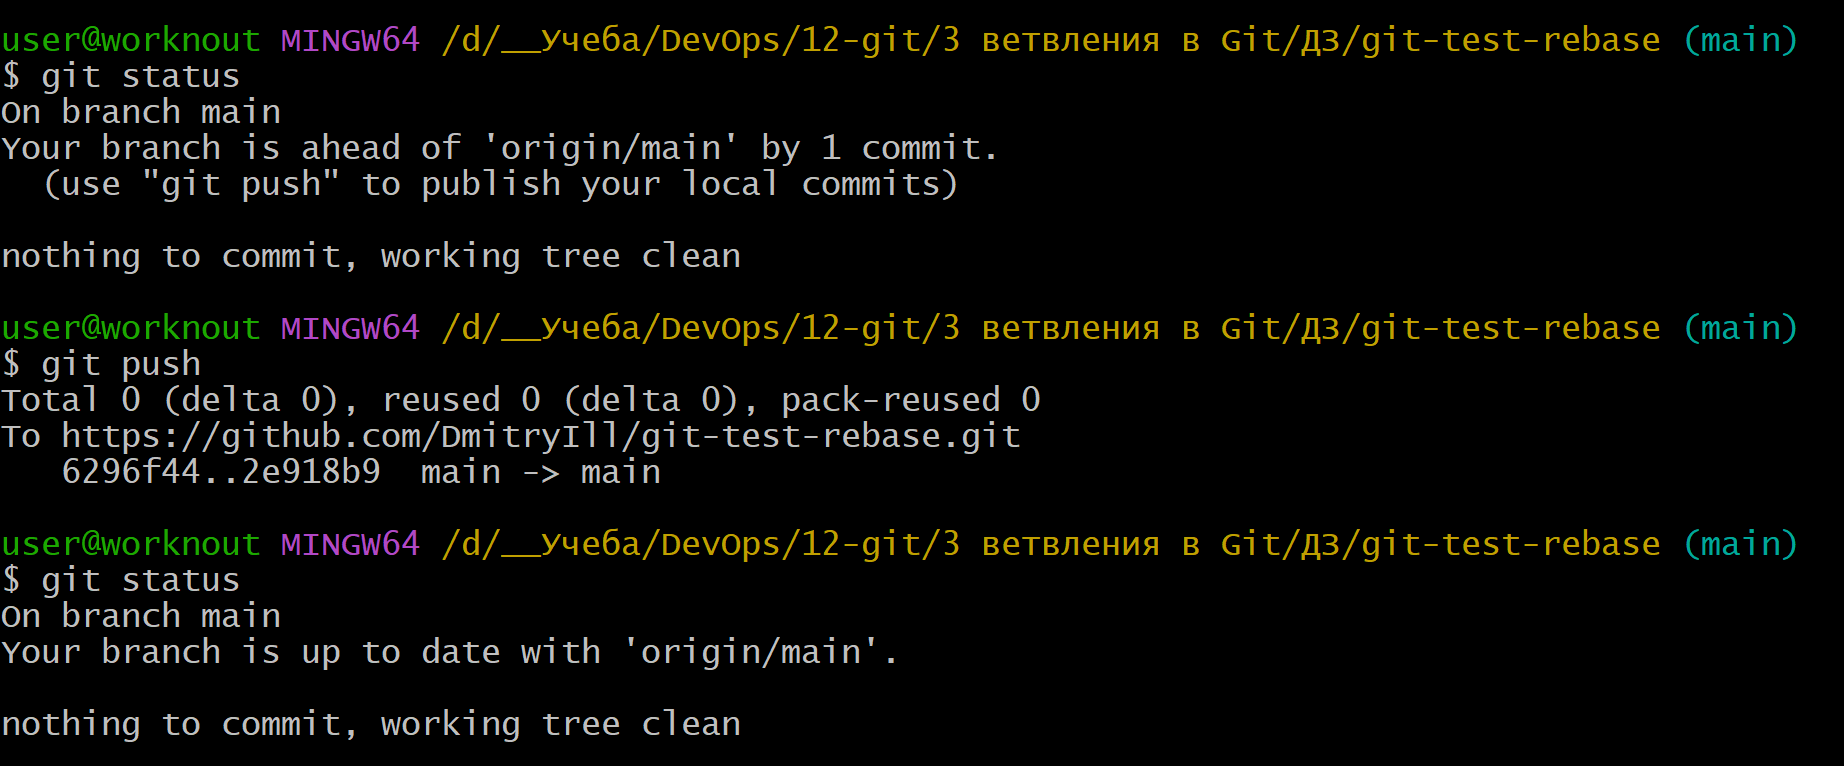 user@worknout MINGW64 /d/__Учеба/DevOps/12-git/3 ветвления в Git/ДЗ/git-test-rebase (main)
$ git status
On branch main
Your branch is ahead of 'origin/main' by 1 commit.
  (use "git push" to publish your local commits)

nothing to commit, working tree clean

user@worknout MINGW64 /d/__Учеба/DevOps/12-git/3 ветвления в Git/ДЗ/git-test-rebase (main)
$ git push
Total 0 (delta 0), reused 0 (delta 0), pack-reused 0
To https://github.com/DmitryIll/git-test-rebase.git
   6296f44..2e918b9  main -> main

user@worknout MINGW64 /d/__Учеба/DevOps/12-git/3 ветвления в Git/ДЗ/git-test-rebase (main)
$ git status
On branch main
Your branch is up to date with 'origin/main'.

nothing to commit, working tree clean